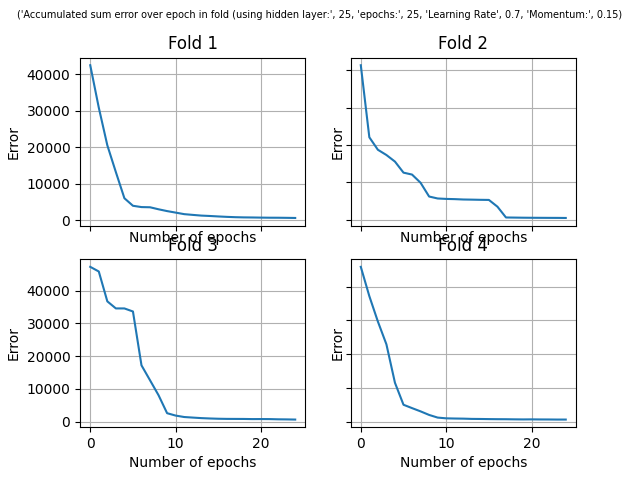 ('Accumulated sum error over epoch in fold (using hidden layer:', 25, 'epochs:', 25, 'Learning Rate', 0.7, 'Momentum:', 0.15)
Fold 1
Fold 2
40000
30000
20000
10000
0
Error
Error
Number of epochs
Number of epochs
Fold 3
Fold 4
40000
30000
20000
10000
0
Error
Error
0 10 20
0 10 20
Number of epochs
Number of epochs